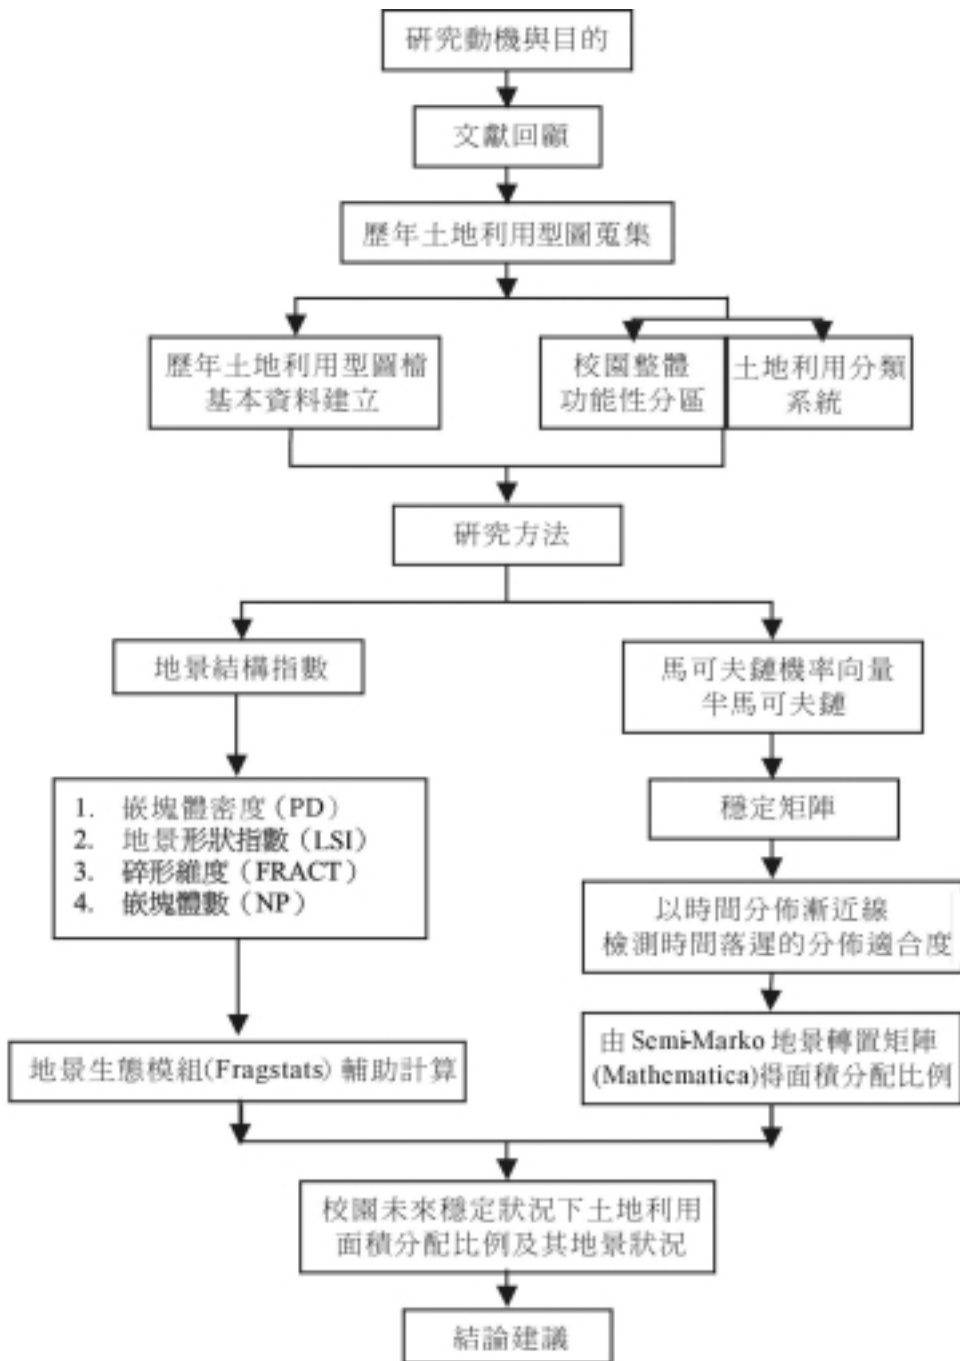 研究動機與目的
文獻回顧
歷年土地利用型圖蒐集
歷年土地利用型圖檔
基本資料建立
校園整體
功能性分區
土地利用分類
系統
研究方法
地景結構指數
馬可夫鏈機率向量
半馬可夫鏈
1. 嵌塊體密度（PD）
2. 地景形狀指數（LSI）
3. 碎形維度（FRACT）
4. 嵌塊體數（NP）
穩定矩陣
以時間分佈漸近線
檢測時間落遲的分佈適合度
地景生態模組(Fragstats) 輔助計算
由 Semi-Marko 地景轉置矩陣
(Mathematica)得面積分配比例
校園未來穩定狀況下土地利用
面積分配比例及其地景狀況
結論建議